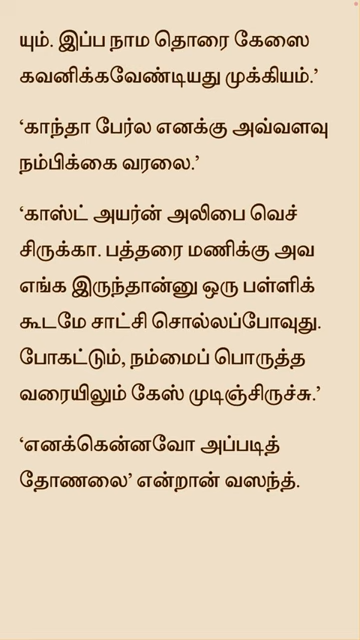 யும். இப்ப நாம தொரை கேஸை
கவனிக்கவேண்டியது முக்கியம்.’
‘காந்தா பேர்ல எனக்கு அவ்வளவு
நம்பிக்கை வரலை.’
‘காஸ்ட் அயர்ன் அலிபை வெச்
சிருக்கா. பத்தரை மணிக்கு அவ
எங்க இருந்தான்னு ஒரு பள்ளிக்
கூடமே சாட்சி சொல்லப்போவுது.
போகட்டும், நம்மைப் பொருத்த
வரையிலும் கேஸ் முடிஞ்சிருச்சு.’
‘எனக்கென்னவோ அப்படித்
தோணலை’ என்றான் வஸந்த்.